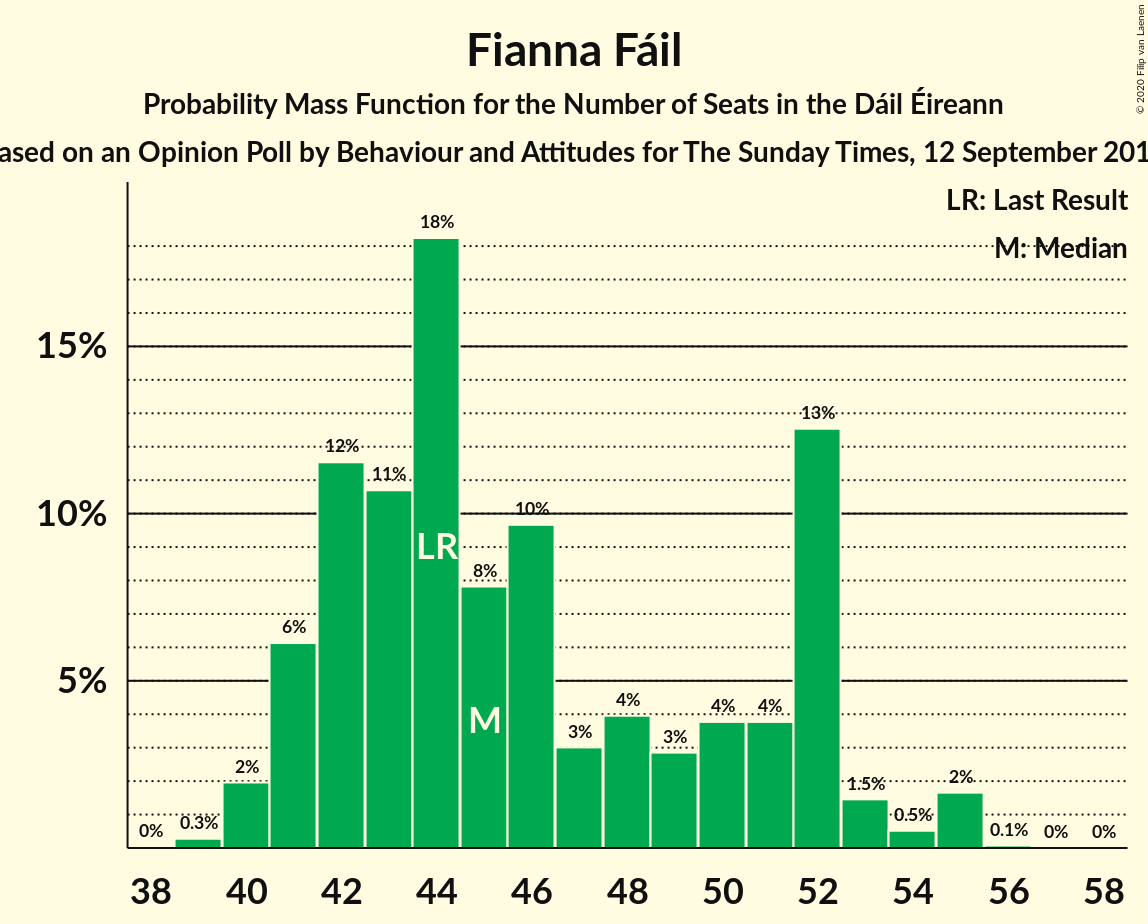 Fianna Fáil
Probability Mass Function for the Number of Seats in the Dáil Éireann
ased on an Opinion Poll by Behaviour and Attitudes for The Sunday Times, 12 September 201
© 2020 Filip van Laenen
LR: Last Result
M: Median
15%
10%
5%
0%
0.3%
2%
6%
12%
11%
18%
8%
10%
3%
4%
3%
4%
4%
13%
1.5%
0.5%
2%
0.1%
0%
0%
LR
M
38 40 42 44 46 48 50 52 54 56 58